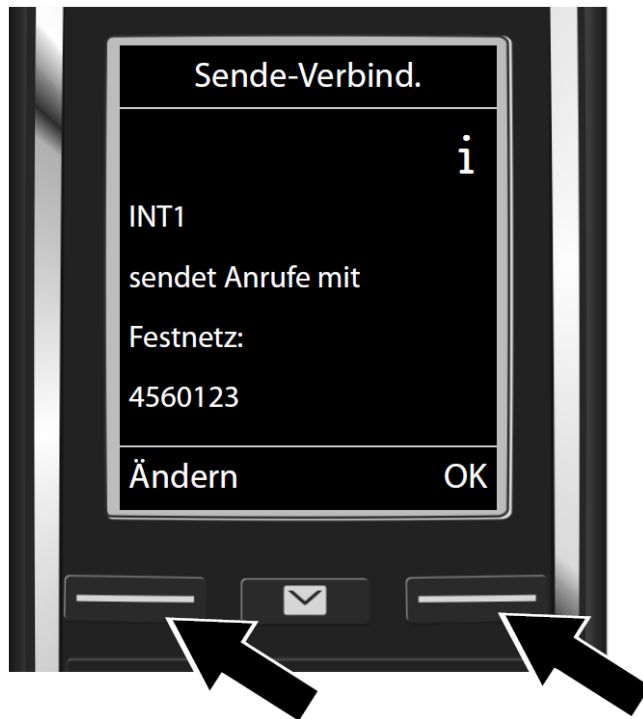 Sende-Verbind.
i
INT1
sendet Anrufe mit
Festnetz:
4560123
Ändern OK